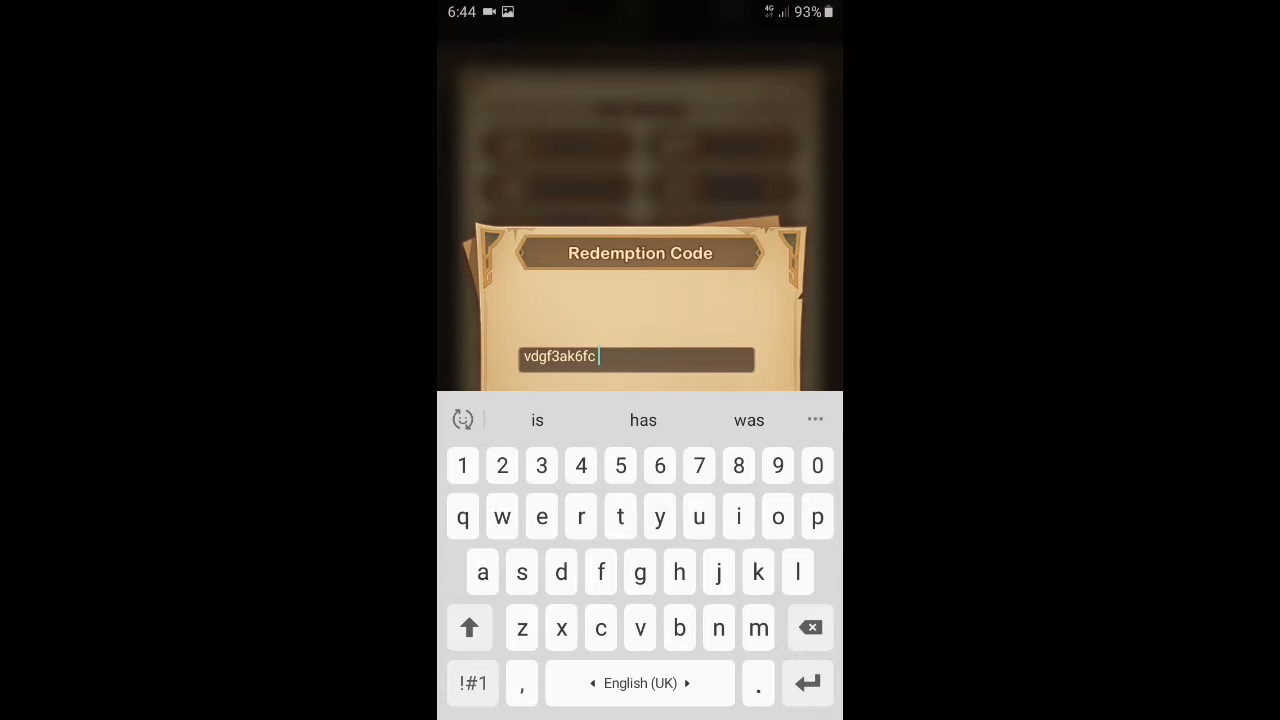 6:44 4G 93%
Redemption Code
vdgf3ak6fc
is has was
1 2 3 4 5 6 7 8 9 0
q w e r t y u i o p
a s d f g h j k l
z x c v b n m
!#1 , English (UK) .